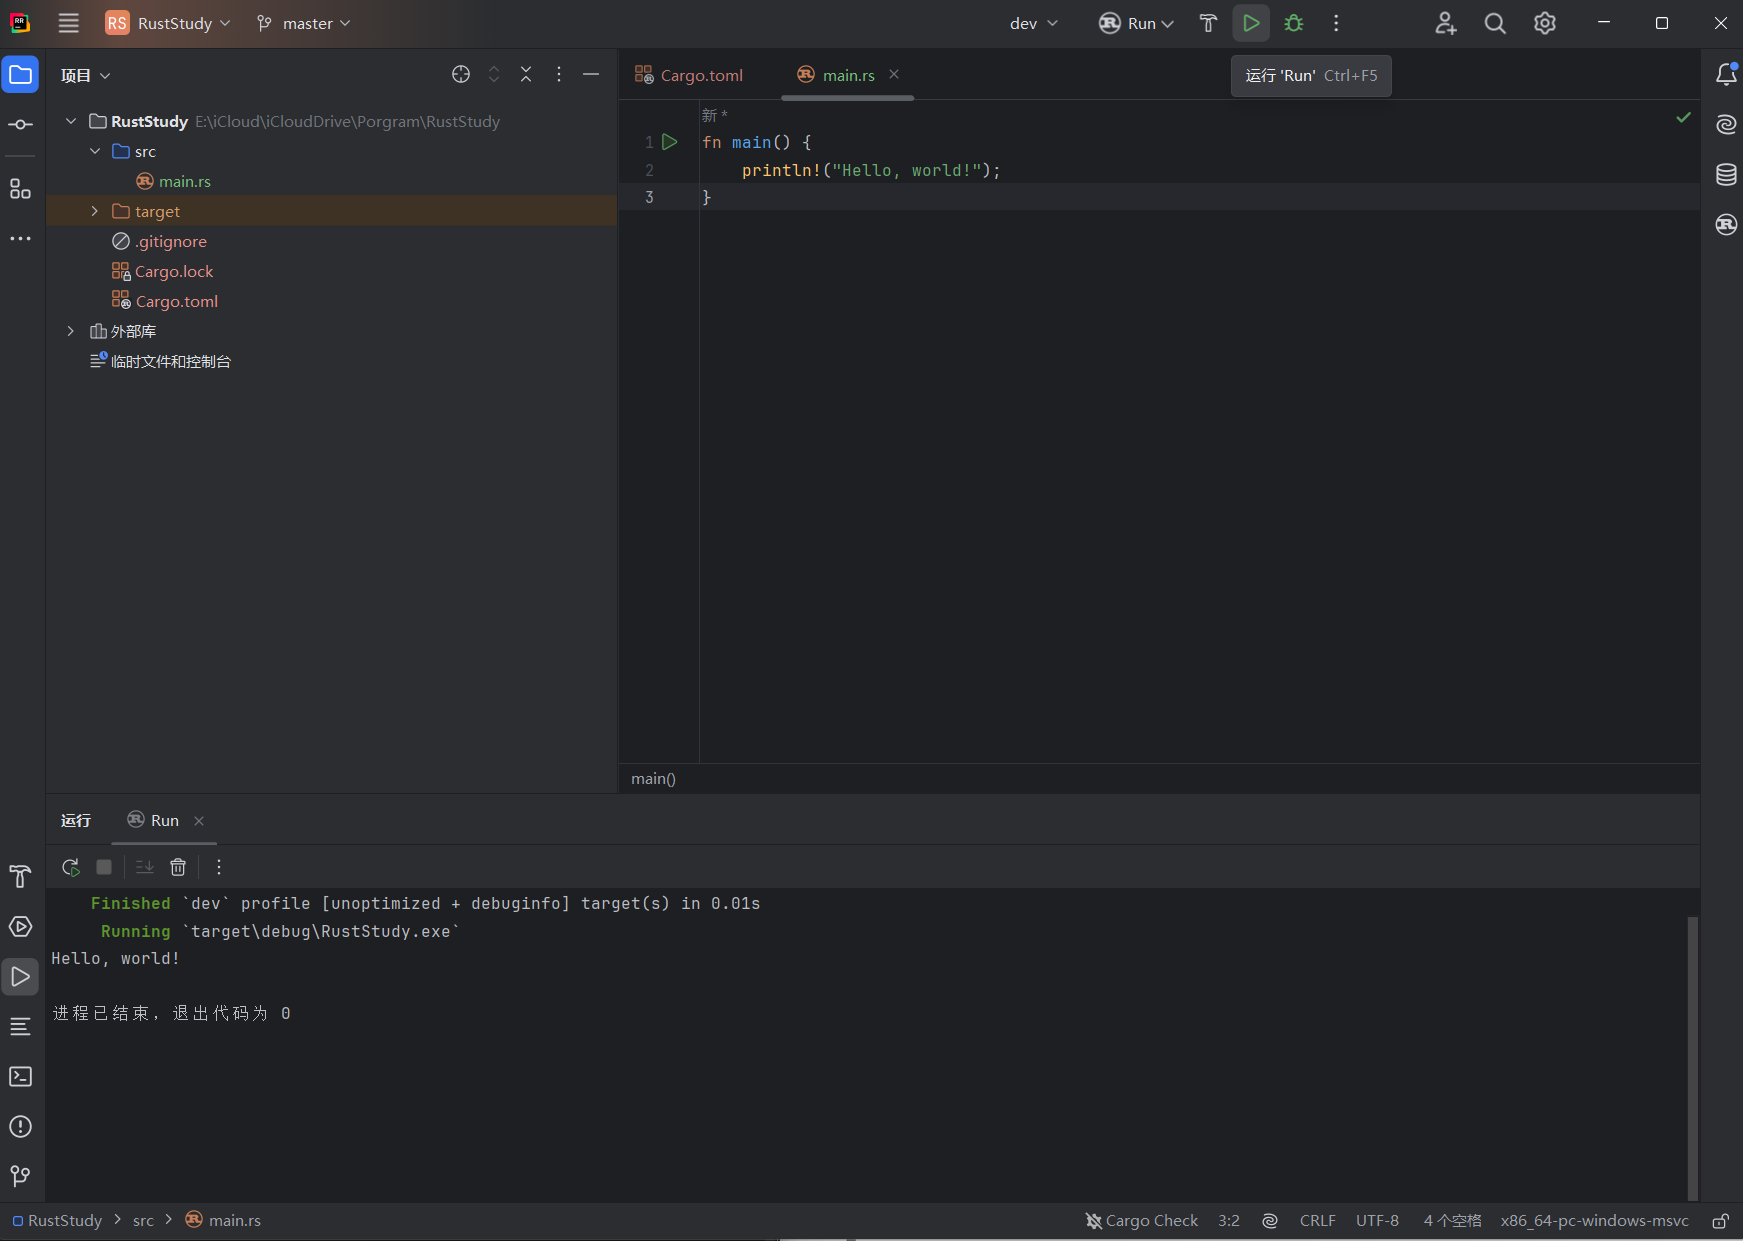 RS RustStudy master dev Run
项目
Cargo.toml main.rs
运行 'Run' Ctrl+F5
RustStudy E:\iCloud\iCloudDrive\Porgram\RustStudy
src
main.rs
target
.gitignore
Cargo.lock
Cargo.toml
外部库
临时文件和控制台
新 *
1 fn main() {
2 println!("Hello, world!");
3 }
main()
运行 Run
Finished `dev` profile [unoptimized + debuginfo] target(s) in 0.01s
Running `target\debug\RustStudy.exe`
Hello, world!
进程已结束，退出代码为 0
RustStudy src main.rs Cargo Check 3:2 CRLF UTF-8 4 个空格 x86_64-pc-windows-msvc